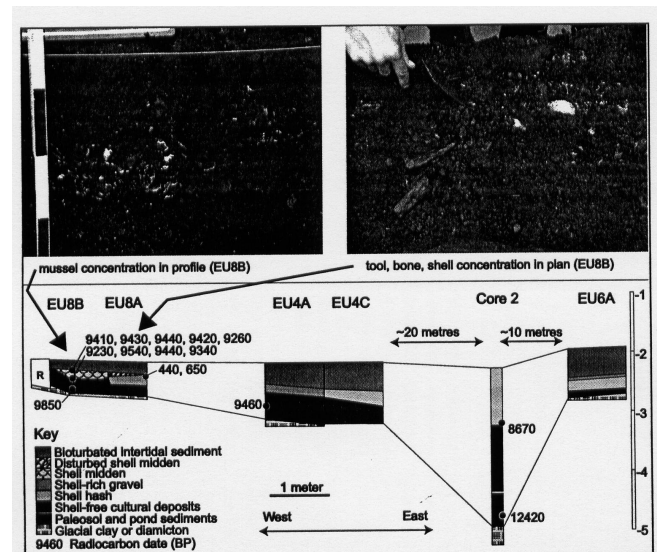 mussel concentration in profile (EU8B)
tool, bone, shell concentration in plan (EU8B)
EU8B
EU8A
EU4A
EU4C
Core 2
EU6A
-1
~20 metres
~10 metres
9410, 9430, 9440, 9420, 9260
9230, 9540, 9440, 9340
-2
R
440, 650
9850
9460
-3
8670
Key
Bioturbated intertidal sediment
Disturbed shell midden
Shell midden
Shell-rich gravel
Shell hash
Shell-free cultural deposits
Paleosol and pond sediments
Glacial clay or diamicton
9460 Radiocarbon date (BP)
1 meter
-4
West
East
12420
-5